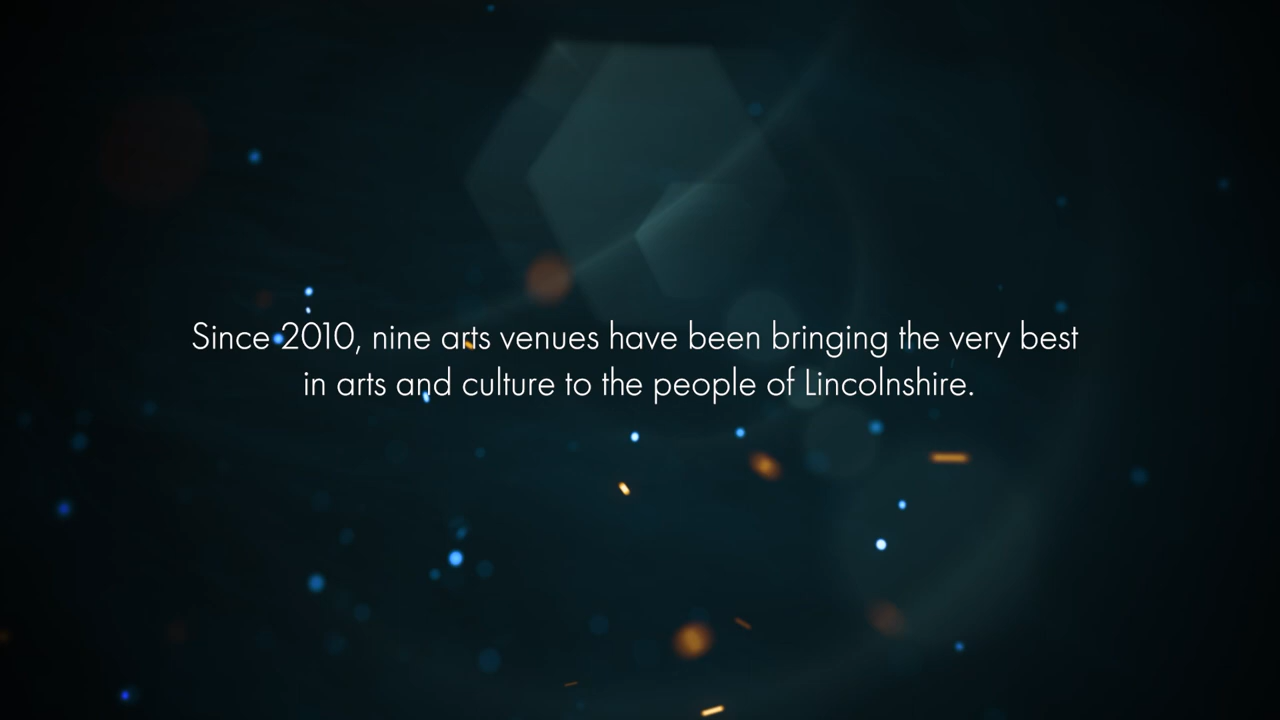 Since 2010, nine arts venues have been bringing the very best
in arts and culture to the people of Lincolnshire.